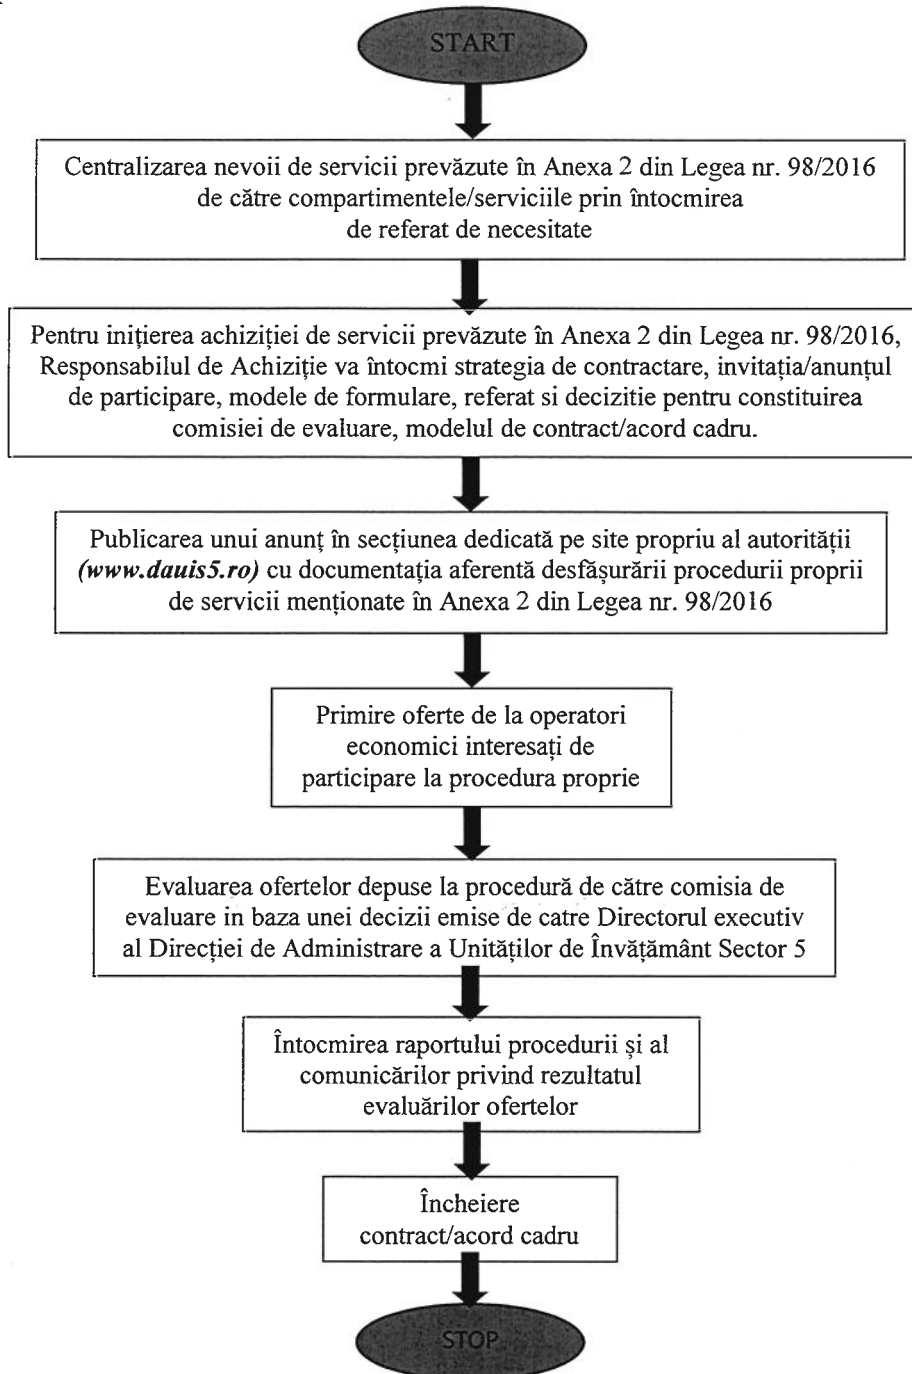 START
Centralizarea nevoii de servicii prevăzute în Anexa 2 din Legea nr. 98/2016
de către compartimentele/serviciile prin întocmirea
de referat de necesitate
Pentru inițierea achiziției de servicii prevăzute în Anexa 2 din Legea nr. 98/2016,
Responsabilul de Achiziție va întocmi strategia de contractare, invitația/anunțul
de participare, modele de formulare, referat si decizitie pentru constituirea
comisiei de evaluare, modelul de contract/acord cadru.
Publicarea unui anunț în secțiunea dedicată pe site propriu al autorității
(www.dauis5.ro) cu documentația aferentă desfășurării procedurii proprii
de servicii menționate în Anexa 2 din Legea nr. 98/2016
Primire oferte de la operatori
economici interesați de
participare la procedura proprie
Evaluarea ofertelor depuse la procedură de către comisia de
evaluare in baza unei decizii emise de catre Directorul executiv
al Direcției de Administrare a Unităților de Învățământ Sector 5
Întocmirea raportului procedurii și al
comunicărilor privind rezultatul
evaluărilor ofertelor
Încheiere
contract/acord cadru
STOP